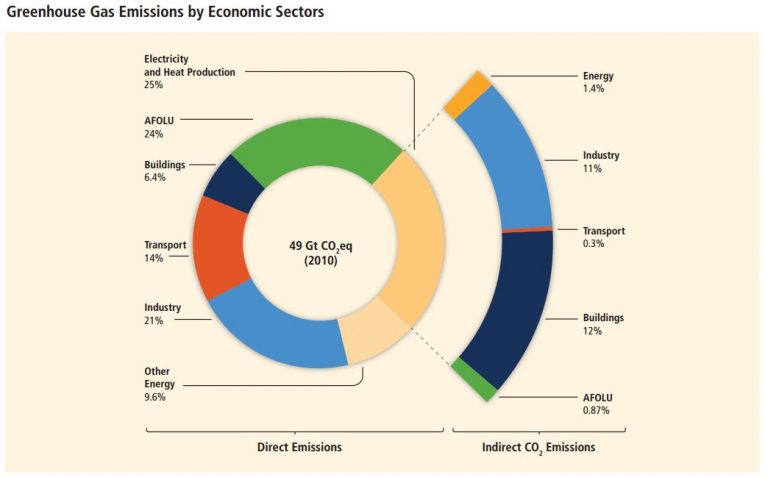 Greenhouse Gas Emissions by Economic Sectors
Electricity
and Heat Production
25%
AFOLU
24%
Buildings
6.4%
Transport
14%
Industry
21%
Other
Energy
9.6%
49 Gt CO₂eq
(2010)
Energy
1.4%
Industry
11%
Transport
0.3%
Buildings
12%
AFOLU
0.87%
Direct Emissions
Indirect CO₂ Emissions